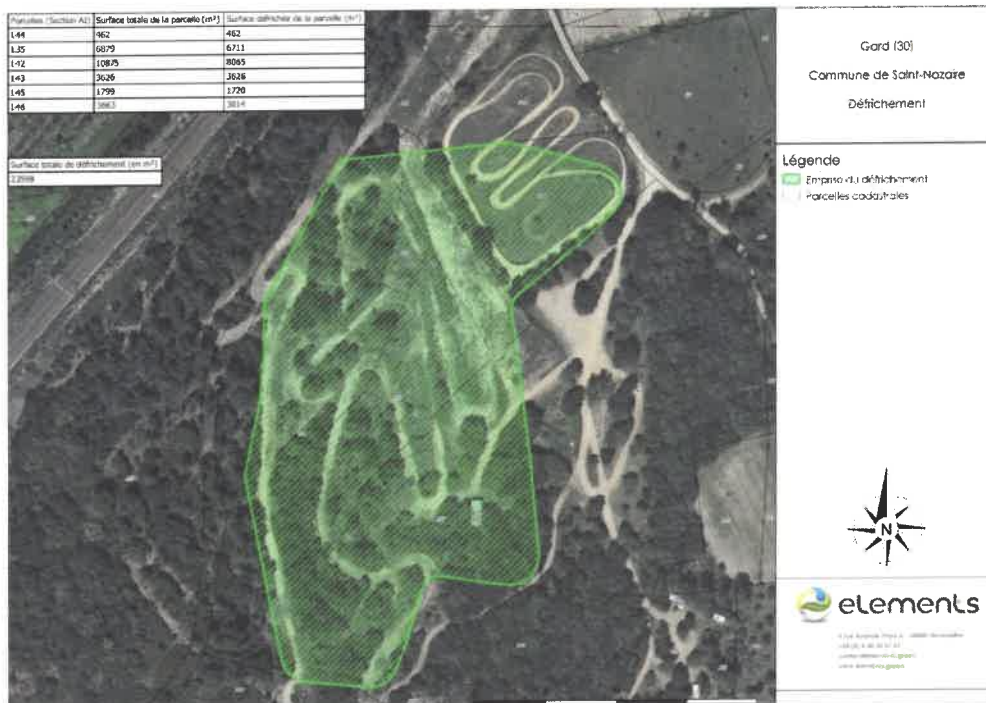 Parcelles (Section AI) Surface totale de la parcelle (m²) Surface défrichée de la parcelle (m²)
144 462 462
135 6879 6711
142 10875 8065
143 3626 3626
145 1799 1720
146 3863 3014
Surface totale de défrichement (en m²)
Gard (30)
Commune de Saint-Nazaire
Défrichement
Légende
Emprise du défrichement
Parcelles cadastrales
N
elements